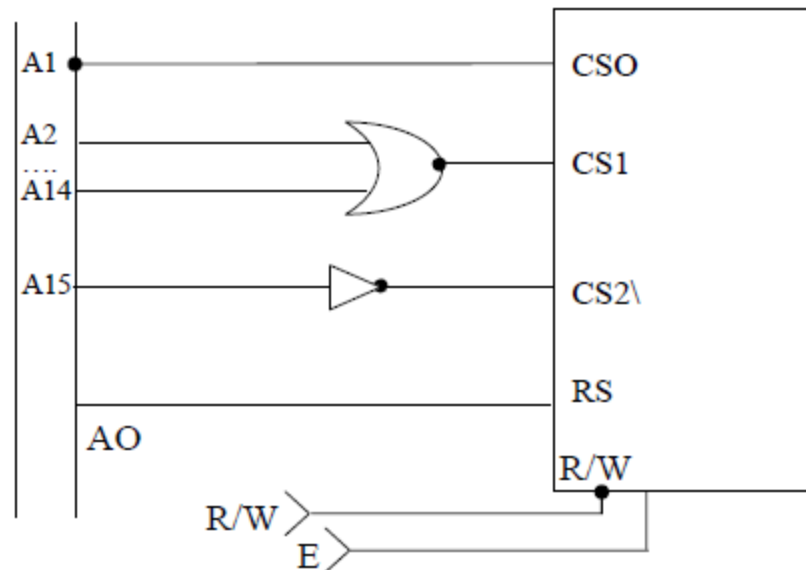 A1
CSO
A2
....
CS1
A14
A15
CS2\
RS
AO
R/W
R/W
E